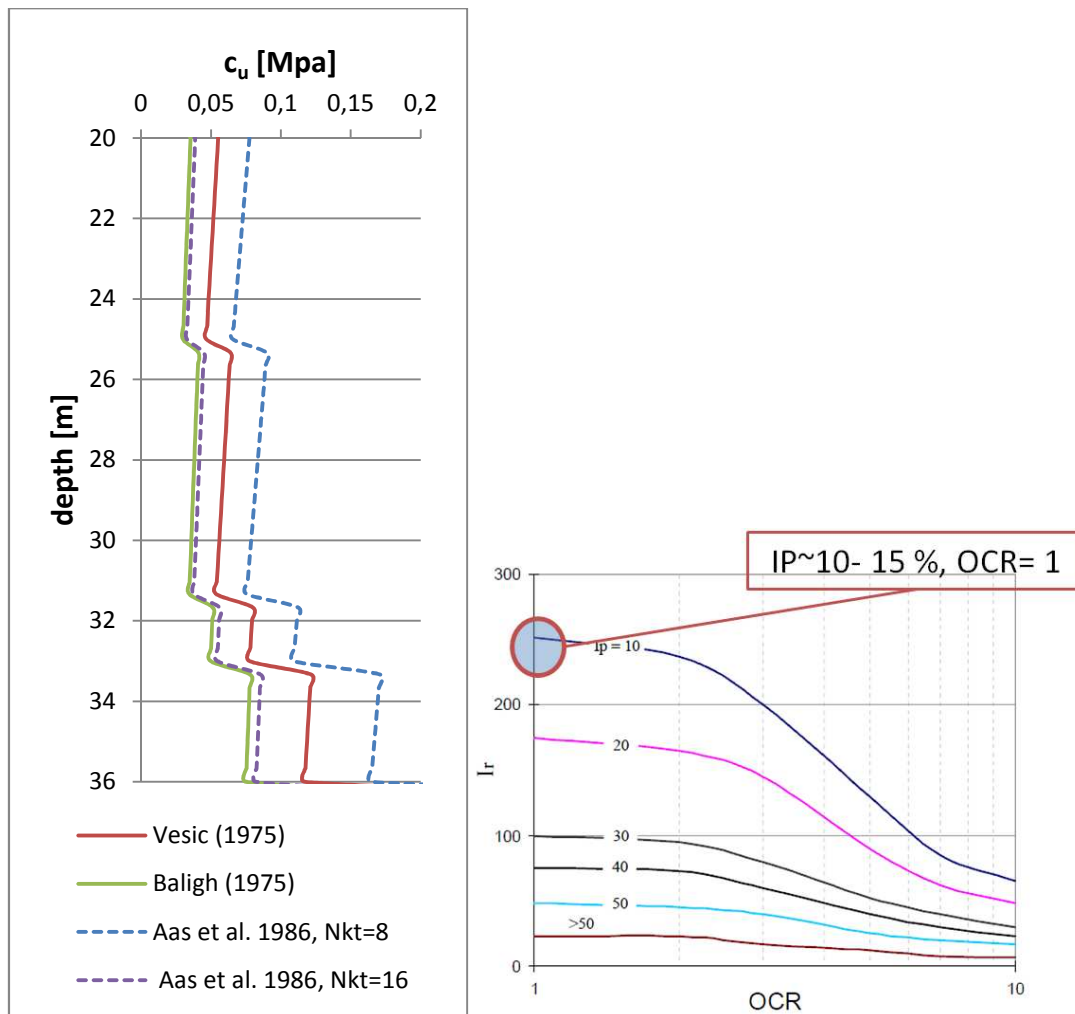 c_u [Mpa]
0 0,05 0,1 0,15 0,2
20
22
24
26
28
30
32
34
36
depth [m]
Vesic (1975)
Baligh (1975)
Aas et al. 1986, Nkt=8
Aas et al. 1986, Nkt=16
IP~10- 15 %, OCR= 1
300
200
100
0
Ir
Ip = 10
20
30
40
50
>50
1 10
OCR